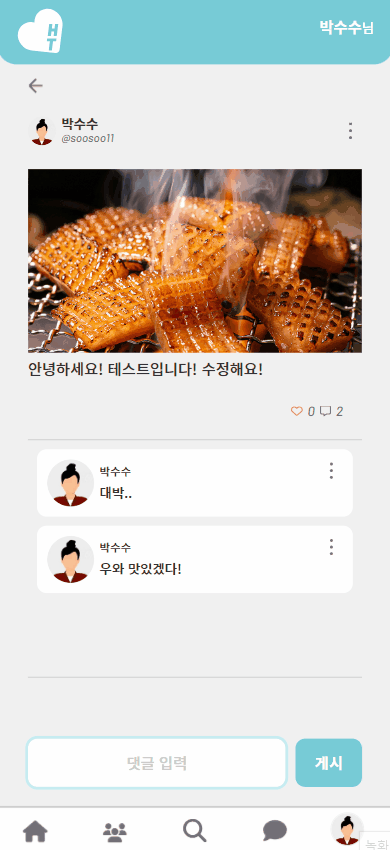 HT
박수수님
박수수
@soosoo11
안녕하세요! 테스트입니다! 수정해요!
0 2
박수수
대박..
박수수
우와 맛있겠다!
댓글 입력
게시
녹화